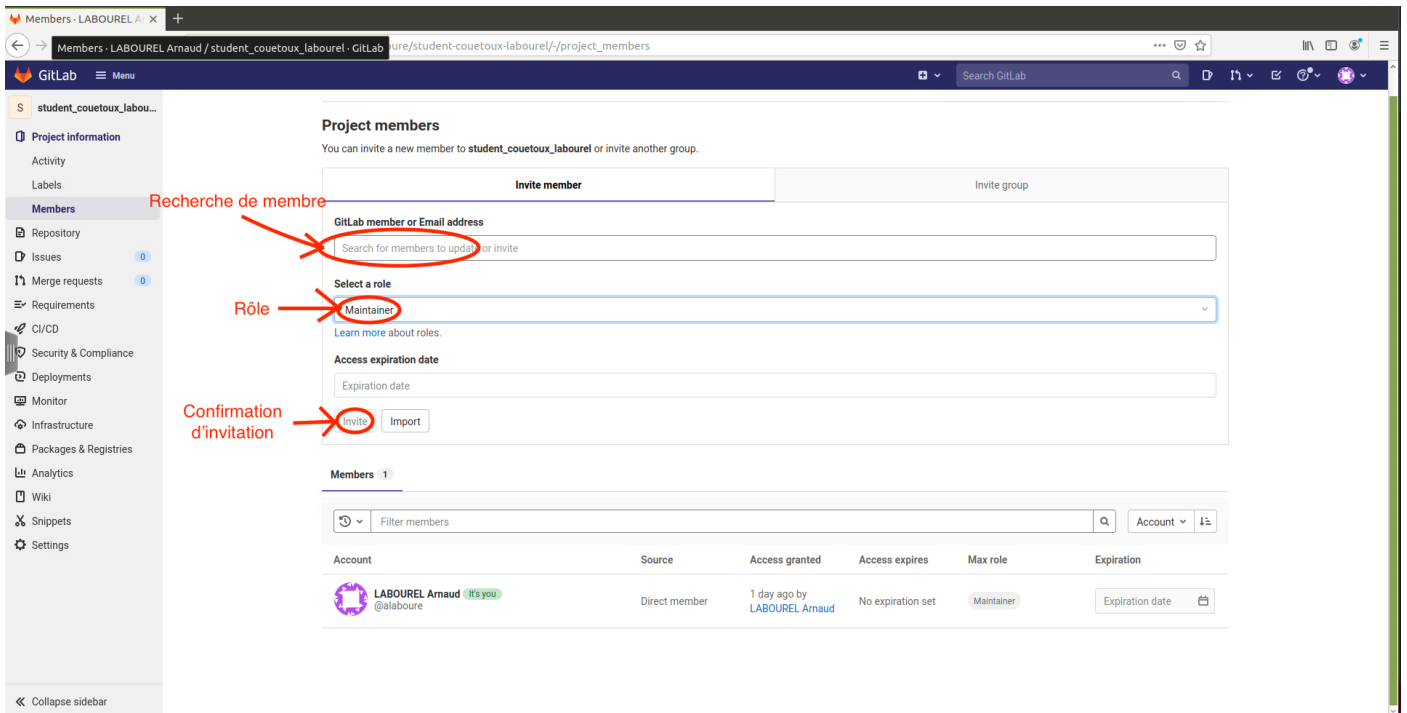 Members · LABOUREL A
Members · LABOUREL Arnaud / student_couetoux_labourel · GitLab
ure/student-couetoux-labourel/-/project_members
GitLab
Menu
Search GitLab
S student_couetoux_labou...
Project information
Activity
Labels
Members
Repository
Issues 0
Merge requests 0
Requirements
CI/CD
Security & Compliance
Deployments
Monitor
Infrastructure
Packages & Registries
Analytics
Wiki
Snippets
Settings
Collapse sidebar
Project members
You can invite a new member to student_couetoux_labourel or invite another group.
Invite member
Invite group
Recherche de membre
GitLab member or Email address
Search for members to update or invite
Select a role
Rôle
Maintainer
Learn more about roles.
Access expiration date
Expiration date
Confirmation
d'invitation
Invite
Import
Members 1
Filter members
Account
Account Source Access granted Access expires Max role Expiration
LABOUREL Arnaud It's you
@alaboure
Direct member
1 day ago by
LABOUREL Arnaud
No expiration set
Maintainer
Expiration date